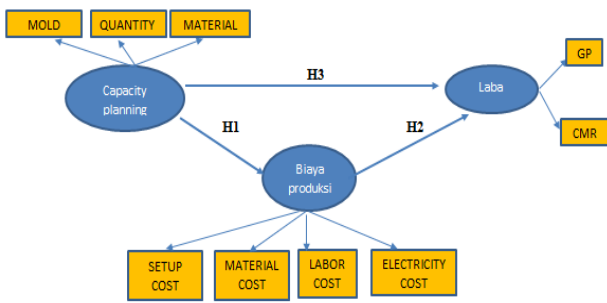 MOLD
QUANTITY
MATERIAL
H3
GP
Capacity
planning
Laba
H1
H2
CMR
Biaya
produksi
SETUP
COST
MATERIAL
COST
LABOR
COST
ELECTRICITY
COST